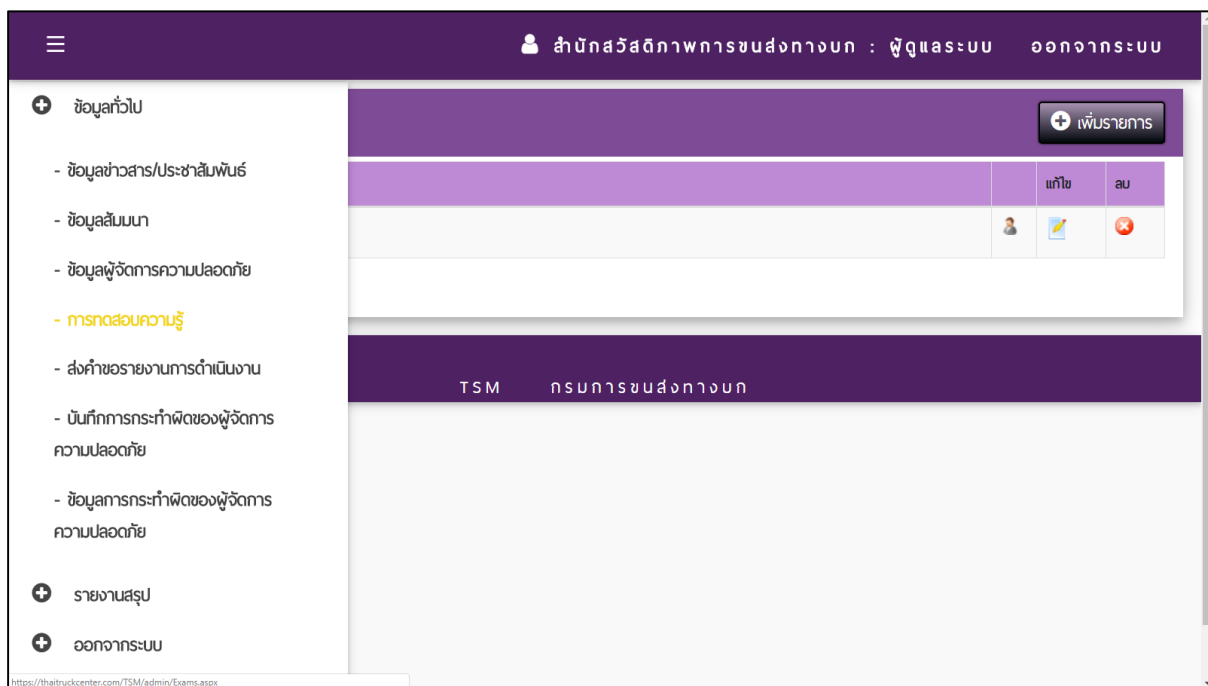 สำนักสวัสดิภาพการขนส่งทางบก : ผู้ดูแลระบบ ออกจากระบบ
ข้อมูลทั่วไป
เพิ่มรายการ
- ข้อมูลข่าวสาร/ประชาสัมพันธ์
แก้ไข ลบ
- ข้อมูลสัมมนา
- ข้อมูลผู้จัดการความปลอดภัย
- การทดสอบความรู้
- ส่งคำขอรายงานการดำเนินงาน
TSM กรมการขนส่งทางบก
- บันทึกการกระทำผิดของผู้จัดการ
ความปลอดภัย
- ข้อมูลการกระทำผิดของผู้จัดการ
ความปลอดภัย
รายงานสรุป
ออกจากระบบ
https://thaitruckcenter.com/TSM/admin/Exams.aspx